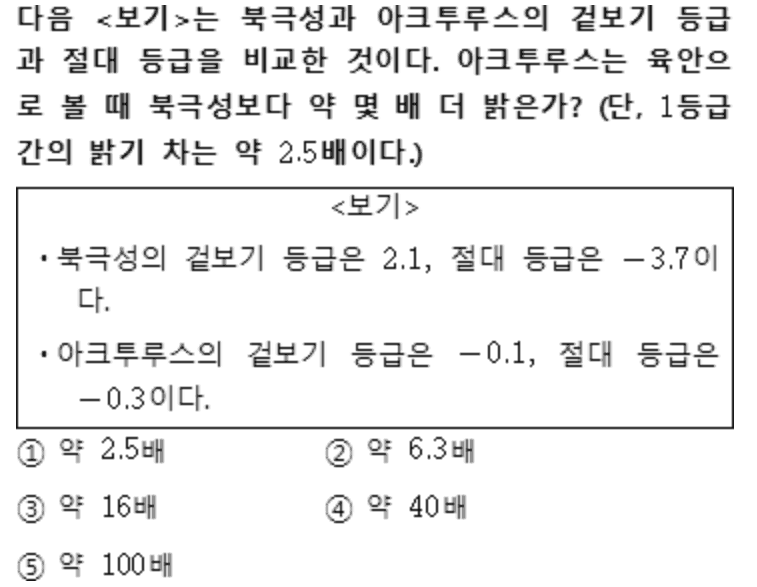 다음 <보기>는 북극성과 아크투루스의 겉보기 등급
과 절대 등급을 비교한 것이다. 아크투루스는 육안으
로 볼 때 북극성보다 약 몇 배 더 밝은가? (단, 1등급
간의 밝기 차는 약 2.5배이다.)
<보기>
・북극성의 겉보기 등급은 2.1, 절대 등급은 －3.7이
다.
・아크투루스의 겉보기 등급은 －0.1, 절대 등급은
－0.3이다.
① 약 2.5배 ② 약 6.3배
③ 약 16배 ④ 약 40배
⑤ 약 100배